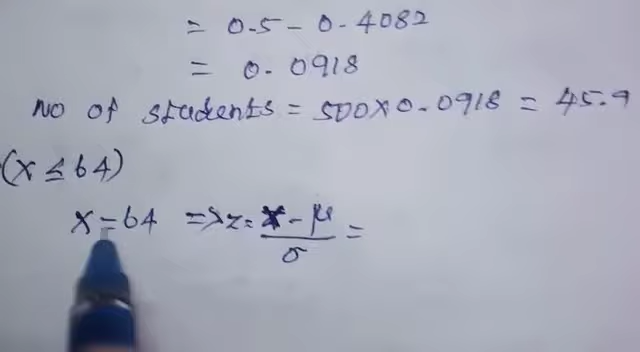 = 0.5 - 0.4082
= 0.0918
No of students = 500 x 0.0918 = 45.9
(x ≤ 64)
x = 64 => z = x - μ / σ =